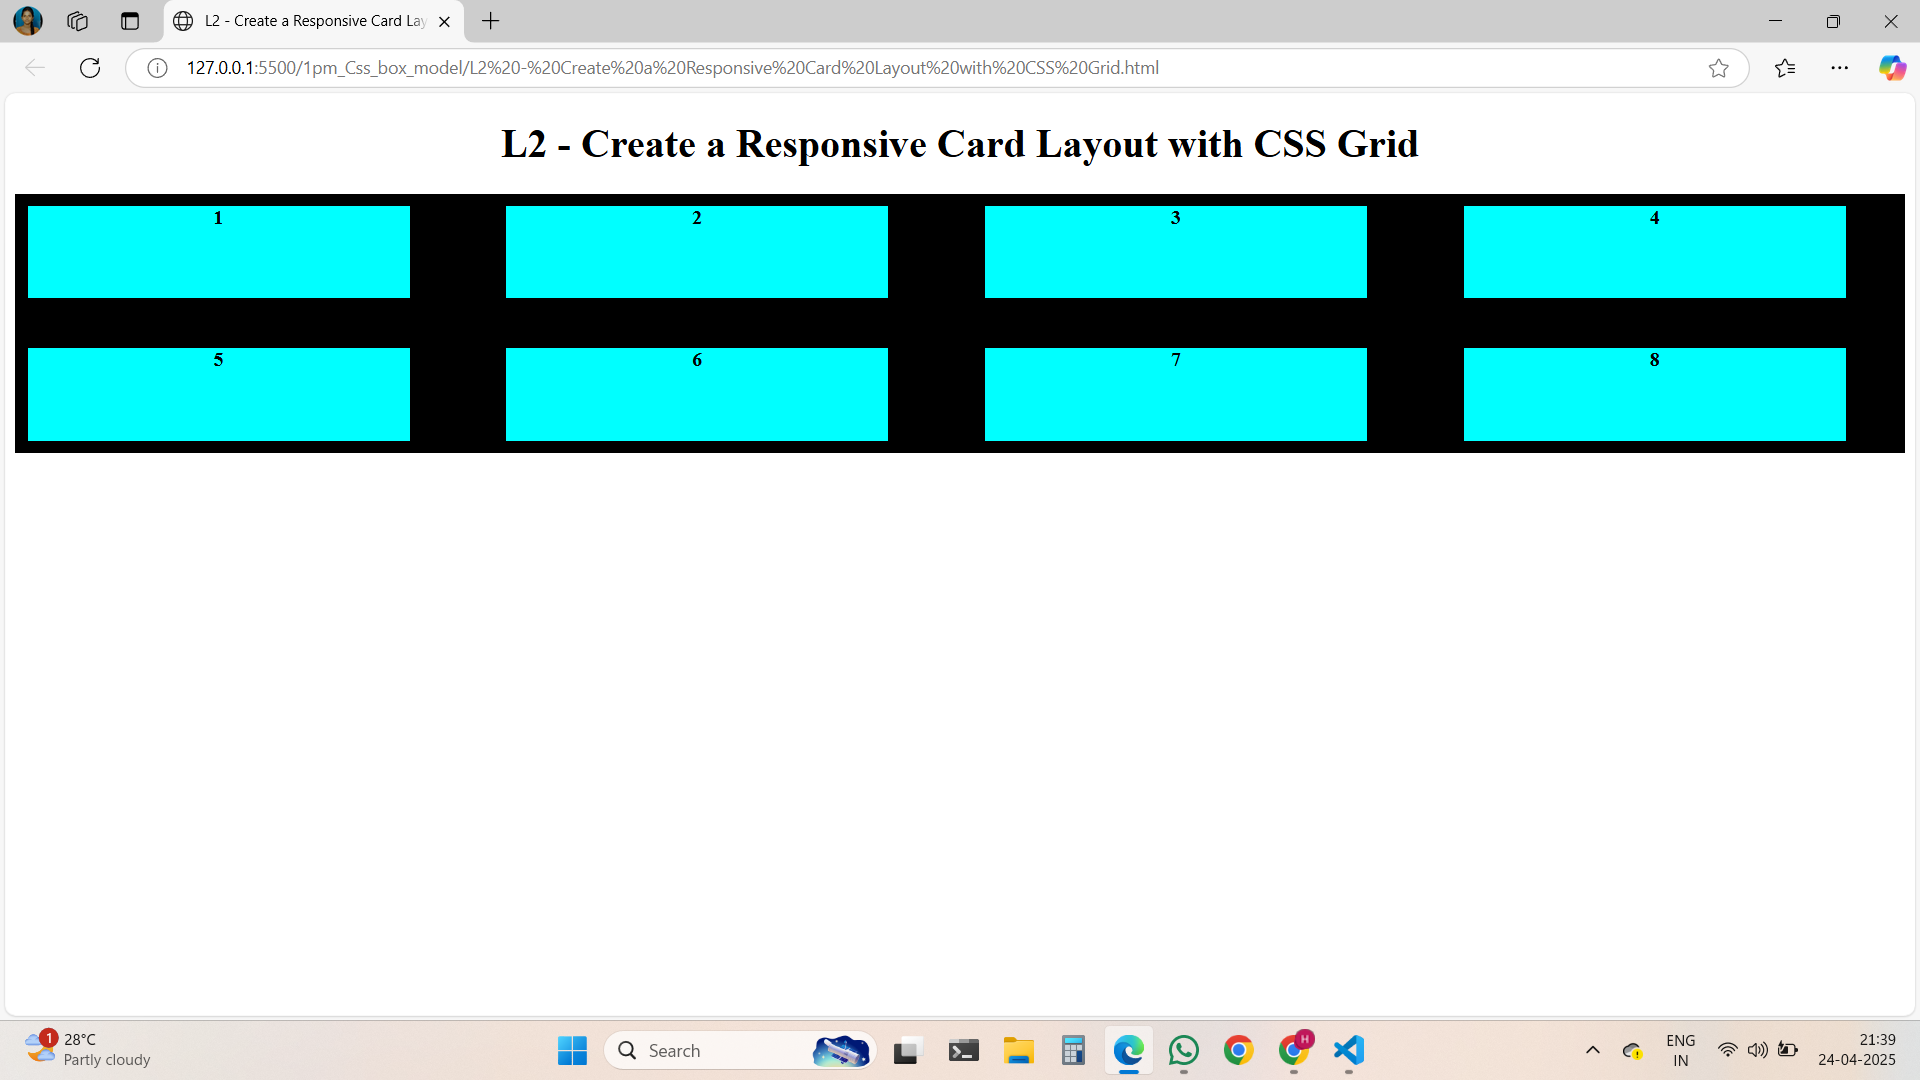 L2 - Create a Responsive Card Lay
127.0.0.1:5500/1pm_Css_box_model/L2%20-%20Create%20a%20Responsive%20Card%20Layout%20with%20CSS%20Grid.html
L2 - Create a Responsive Card Layout with CSS Grid
1 2 3 4
5 6 7 8
1
28°C
Partly cloudy
Search
H
ENG
IN
21:39
24-04-2025